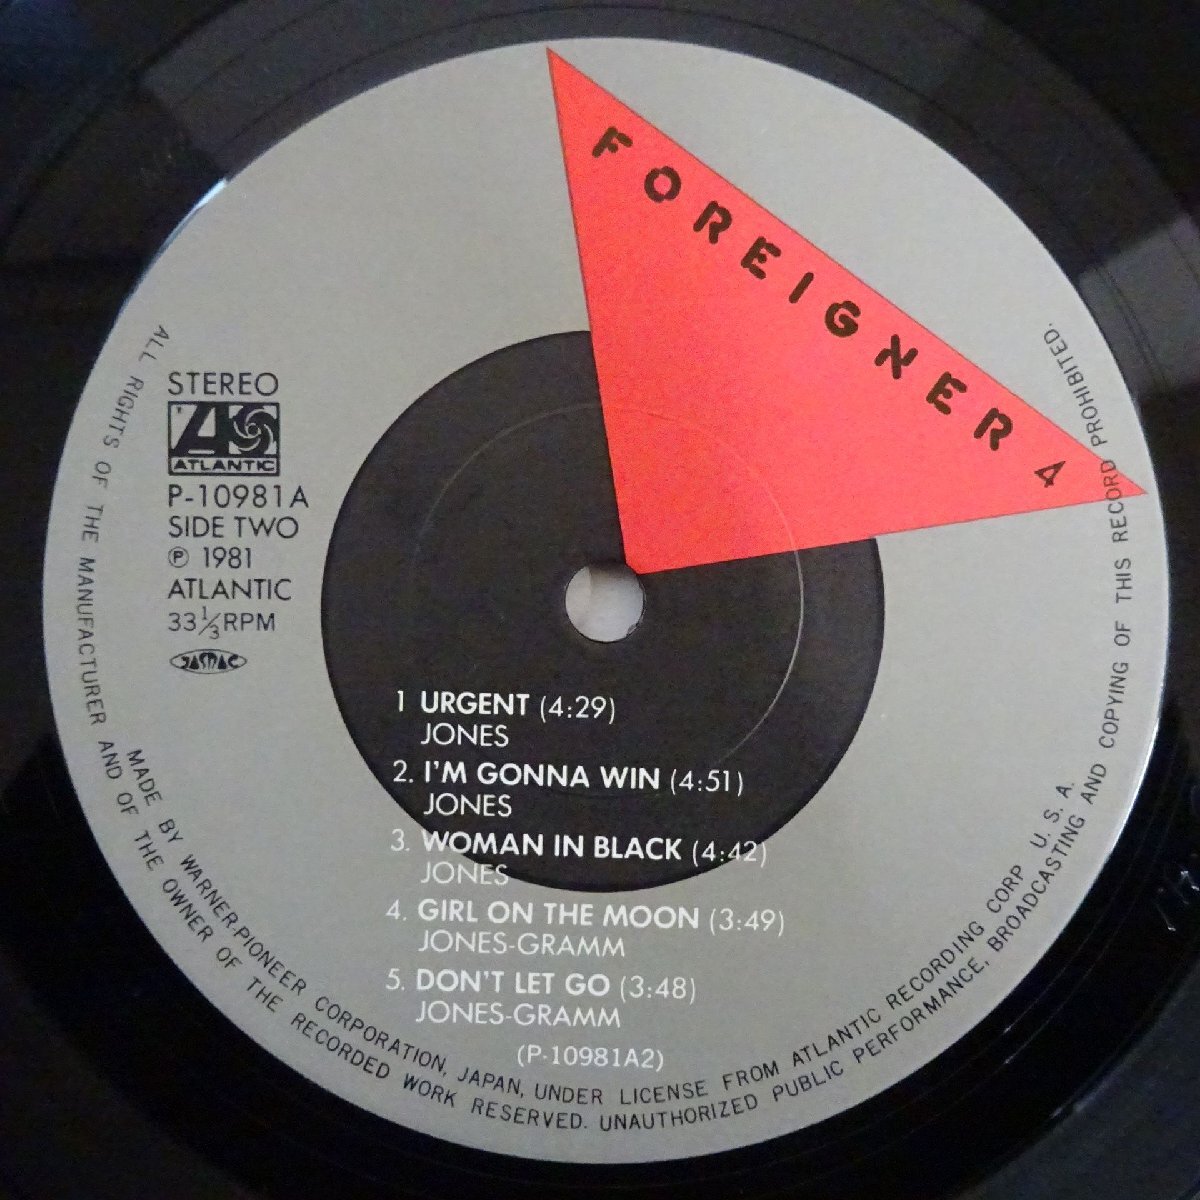 FOREIGNER 4
STEREO
ATLANTIC
P-10981A
SIDE TWO
℗ 1981
ATLANTIC
33 1/3 RPM
JASRAC
1 URGENT (4:29)
JONES
2. I'M GONNA WIN (4:51)
JONES
3. WOMAN IN BLACK (4:42)
JONES
4. GIRL ON THE MOON (3:49)
JONES-GRAMM
5. DON'T LET GO (3:48)
JONES-GRAMM
(P-10981A2)
MADE BY WARNER-PIONEER CORPORATION, JAPAN, UNDER LICENSE FROM ATLANTIC RECORDING CORP U. S. A.
ALL RIGHTS OF THE MANUFACTURER AND OF THE OWNER OF THE RECORDED WORK RESERVED. UNAUTHORIZED PUBLIC PERFORMANCE, BROADCASTING AND COPYING OF THIS RECORD PROHIBITED.